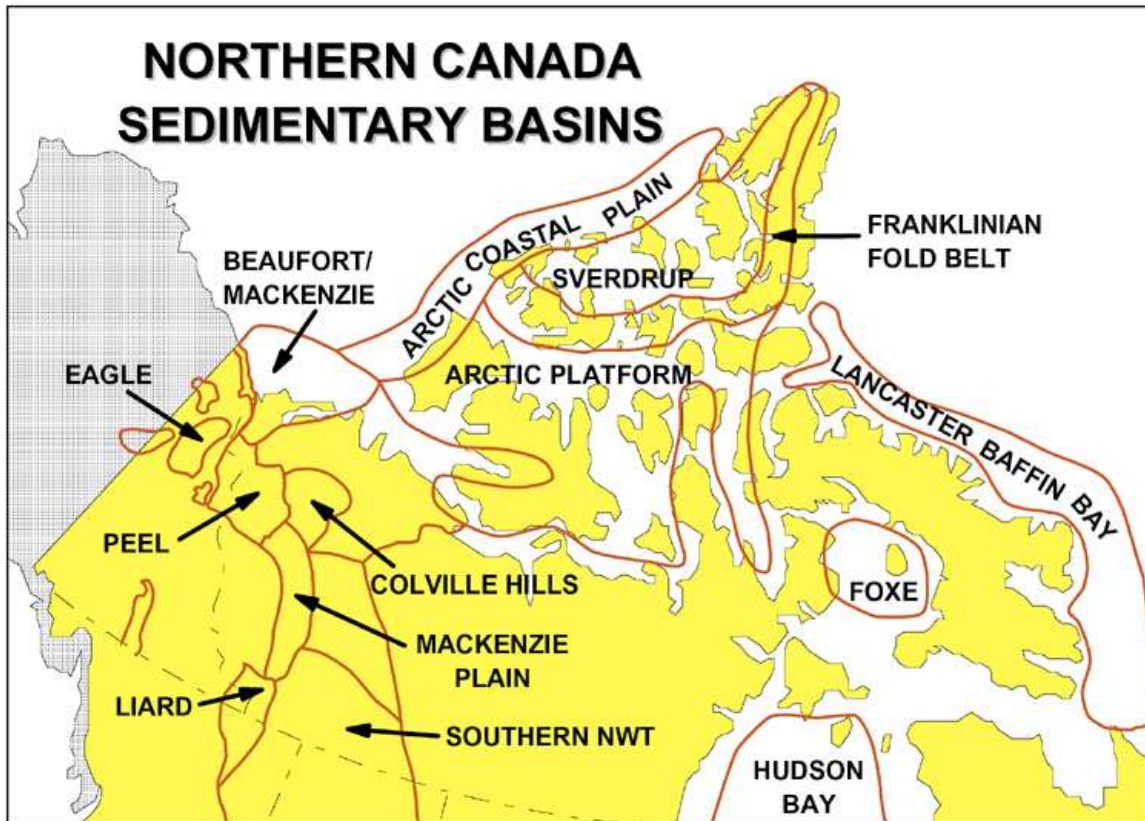 NORTHERN CANADA
SEDIMENTARY BASINS
ARCTIC COASTAL PLAIN
FRANKLINIAN
FOLD BELT
BEAUFORT/
MACKENZIE
SVERDRUP
EAGLE
ARCTIC PLATFORM
LANCASTER BAFFIN BAY
PEEL
COLVILLE HILLS
FOXE
MACKENZIE
PLAIN
LIARD
SOUTHERN NWT
HUDSON
BAY